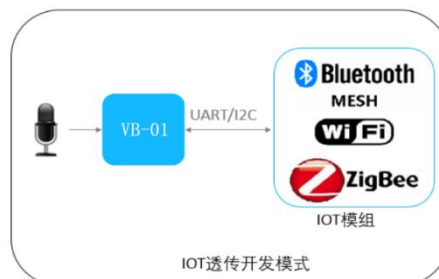 Bluetooth
MESH
UART/I2C
VB-01
WiFi
ZigBee
IOT模组
IOT透传开发模式